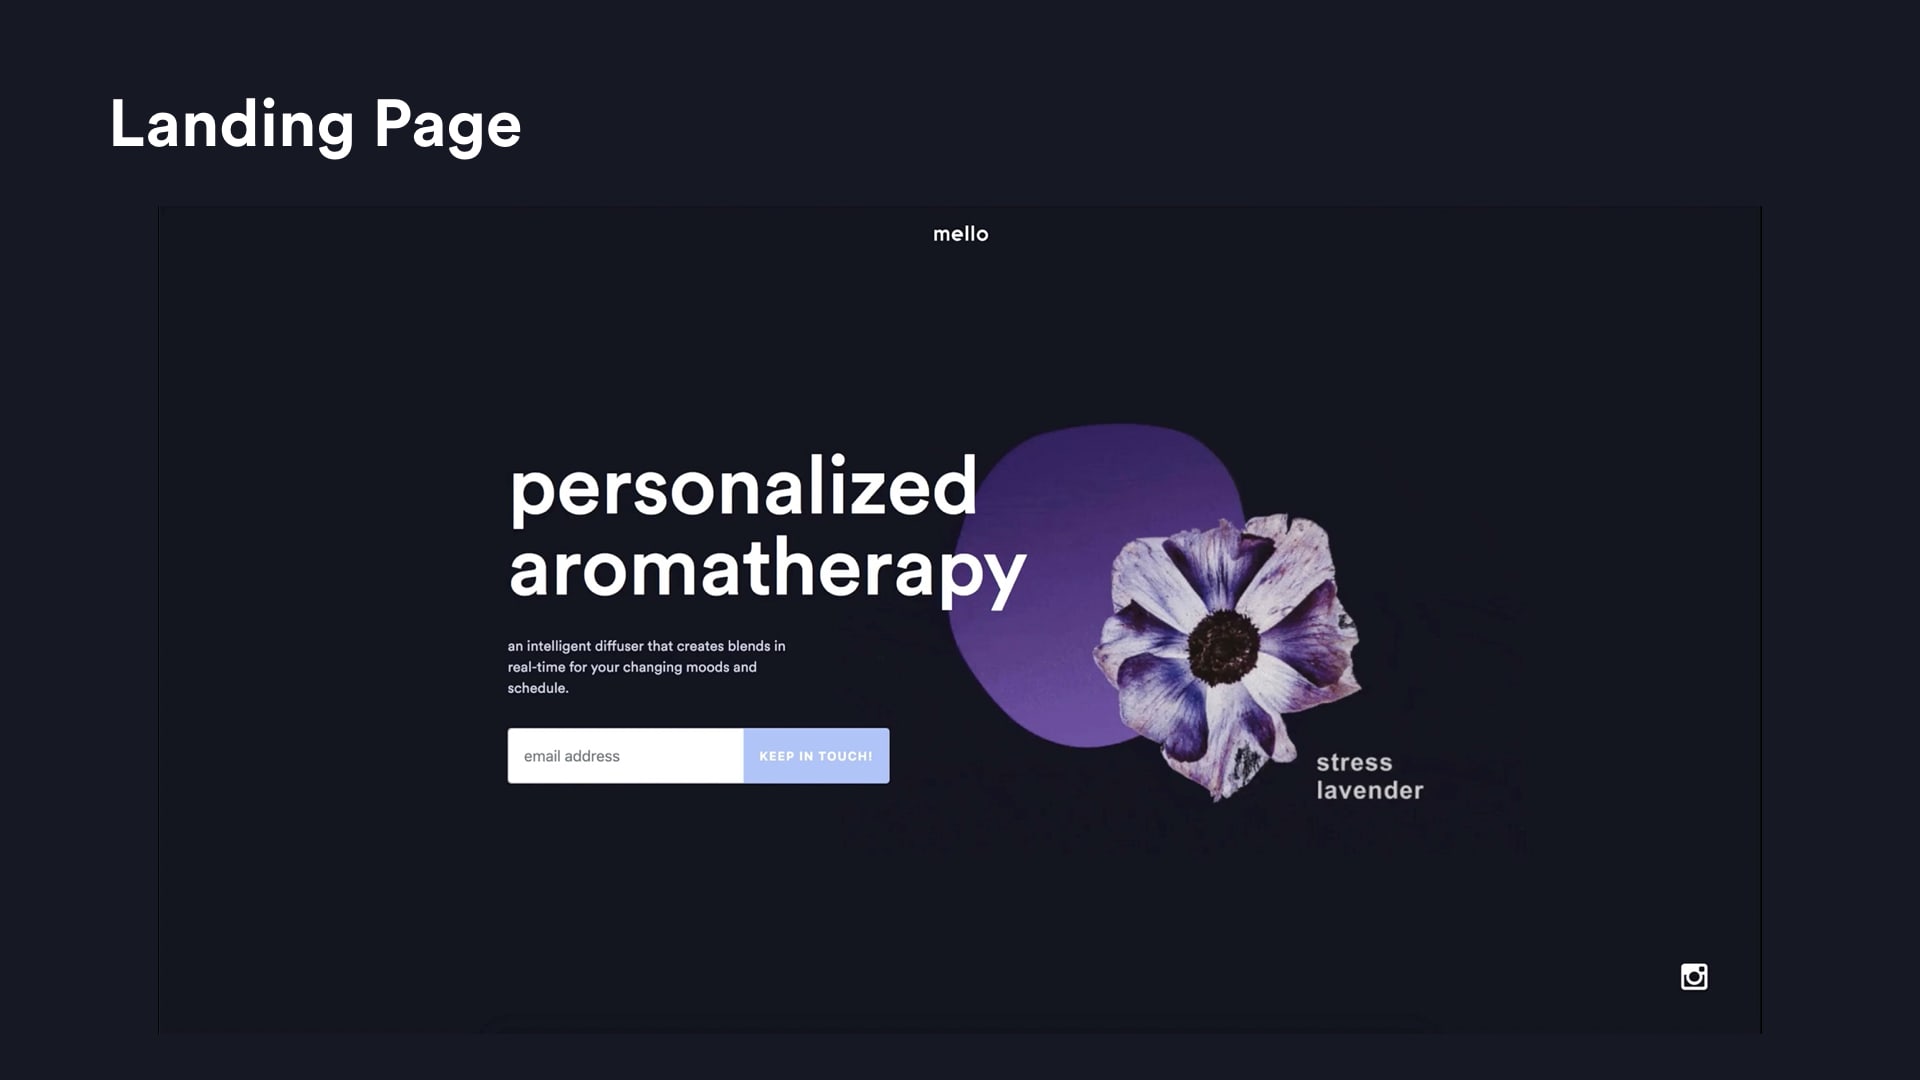 Landing Page
mello
personalized
aromatherapy
an intelligent diffuser that creates blends in
real-time for your changing moods and
schedule.
email address
KEEP IN TOUCH!
stress
lavender